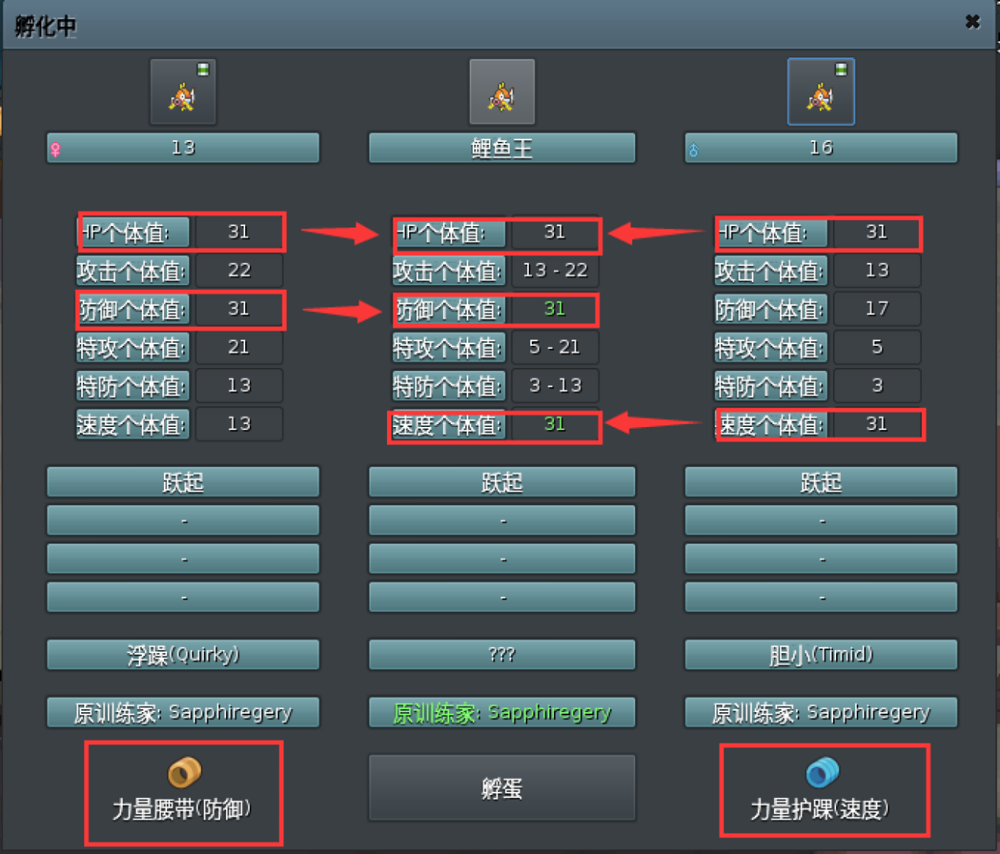 孵化中
13
鲤鱼王
16
HP个体值: 31
HP个体值: 31
HP个体值: 31
攻击个体值: 22
攻击个体值: 13 - 22
攻击个体值: 13
防御个体值: 31
防御个体值: 31
防御个体值: 17
特攻个体值: 21
特攻个体值: 5 - 21
特攻个体值: 5
特防个体值: 13
特防个体值: 3 - 13
特防个体值: 3
速度个体值: 13
速度个体值: 31
速度个体值: 31
跃起
跃起
跃起
-
-
-
-
-
-
-
-
-
浮躁(Quirky)
???
胆小(Timid)
原训练家: Sapphiregery
原训练家: Sapphiregery
原训练家: Sapphiregery
力量腰带(防御)
孵蛋
力量护踝(速度)